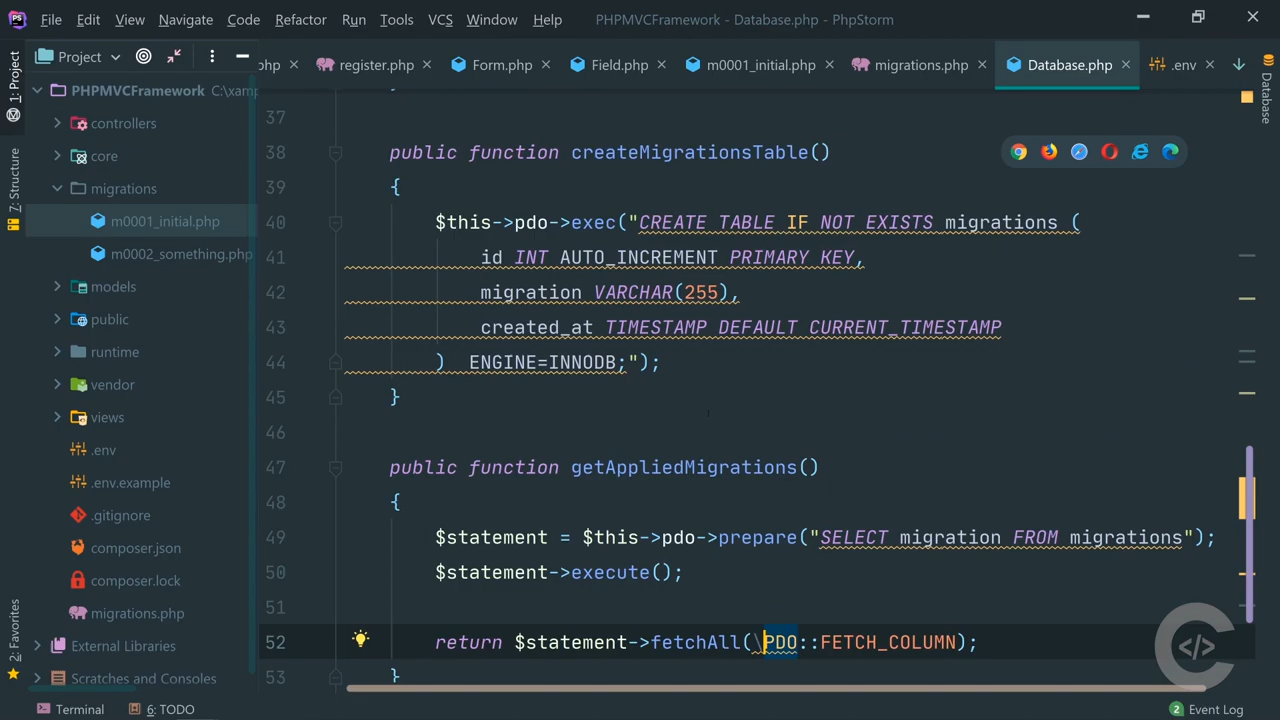 PS File Edit View Navigate Code Refactor Run Tools VCS Window Help PHPMVCFramework - Database.php - PhpStorm
Project
php register.php Form.php Field.php m0001_initial.php migrations.php Database.php .env
1: Project
7: Structure
2: Favorites
Database
PHPMVCFramework C:\xamp
controllers
core
migrations
m0001_initial.php
m0002_something.php
models
public
runtime
vendor
views
.env
.env.example
.gitignore
composer.json
composer.lock
migrations.php
External Libraries
Scratches and Consoles
37
38 public function createMigrationsTable()
39 {
40 $this->pdo->exec("CREATE TABLE IF NOT EXISTS migrations (
41 id INT AUTO_INCREMENT PRIMARY KEY,
42 migration VARCHAR(255),
43 created_at TIMESTAMP DEFAULT CURRENT_TIMESTAMP
44 ) ENGINE=INNODB;");
45 }
46
47 public function getAppliedMigrations()
48 {
49 $statement = $this->pdo->prepare("SELECT migration FROM migrations");
50 $statement->execute();
51
52 return $statement->fetchAll(\PDO::FETCH_COLUMN);
53 }
</>
Terminal 6: TODO 2 Event Log